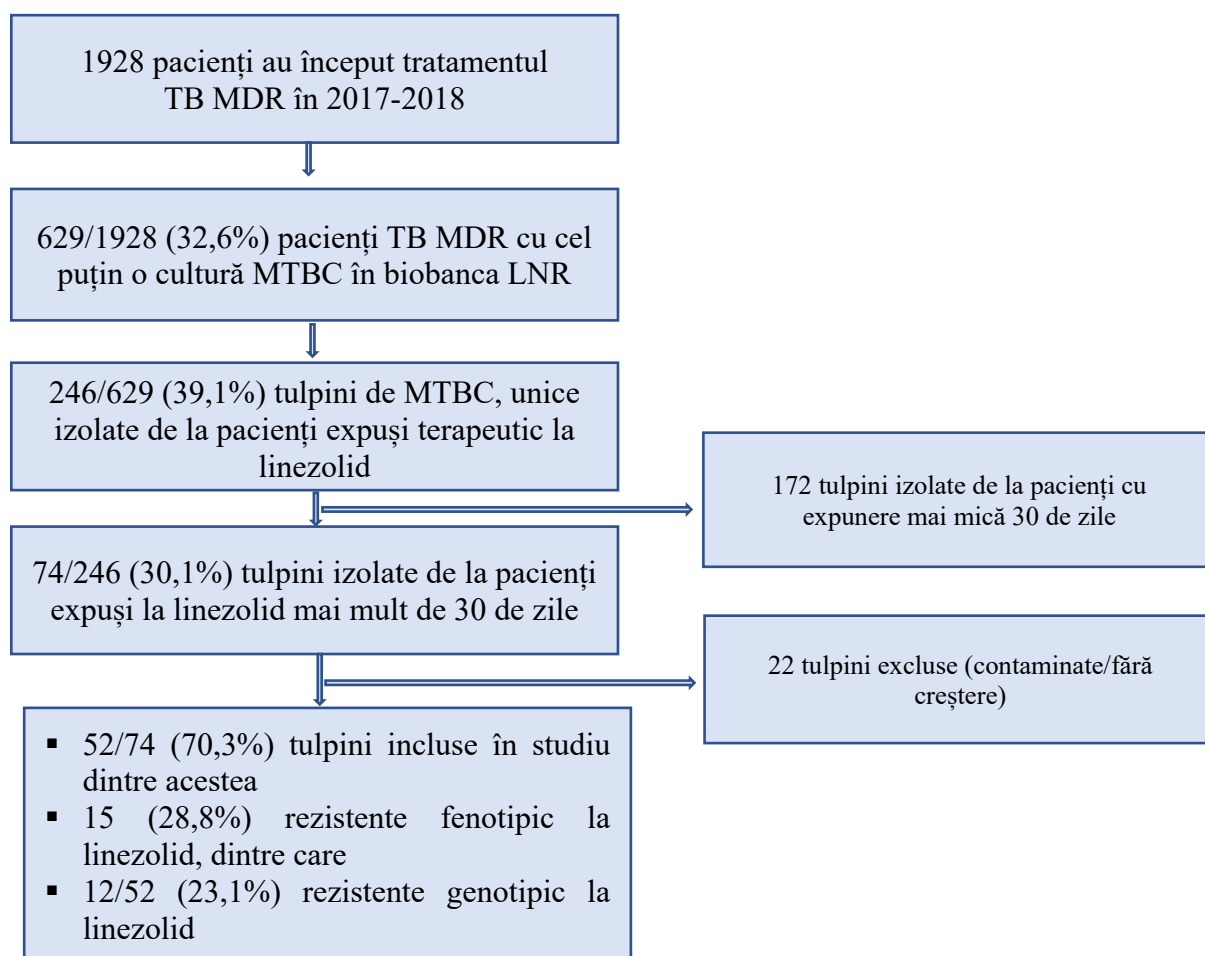 1928 pacienți au început tratamentul
TB MDR în 2017-2018
629/1928 (32,6%) pacienți TB MDR cu cel
puțin o cultură MTBC în biobanca LNR
246/629 (39,1%) tulpini de MTBC, unice
izolate de la pacienți expuși terapeutic la
linezolid
172 tulpini izolate de la pacienți cu
expunere mai mică 30 de zile
74/246 (30,1%) tulpini izolate de la pacienți
expuși la linezolid mai mult de 30 de zile
22 tulpini excluse (contaminate/fără
creștere)
▪ 52/74 (70,3%) tulpini incluse în studiu
dintre acestea
▪ 15 (28,8%) rezistente fenotipic la
linezolid, dintre care
▪ 12/52 (23,1%) rezistente genotipic la
linezolid